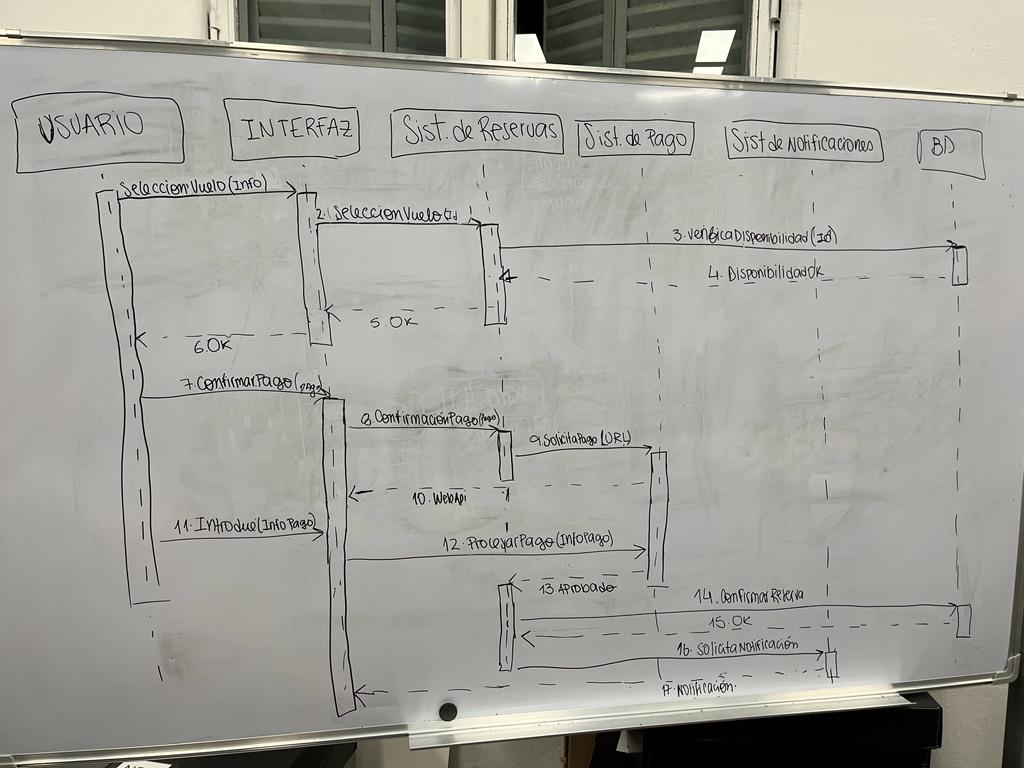 USUARIO
INTERFAZ
Sist. de Reservas
Sist. de Pago
Sist de Notificaciones
BD
SeleccionVuelo(Info)
2. SeleccionVuelo(Id
3. VerificaDisponibilidad(Id)
4. DisponibilidadOK
5. OK
6. OK
7. ConfirmarPago(pago)
8. ConfirmaciónPago(Pago)
9. SolicitaPago(URL)
10. WebApi
11. Introduce(InfoPago)
12. ProcesarPago(InfoPago)
13. Aprobado
14. ConfirmarReserva
15. OK
16. SolicitaNotificación
17. Notificación.